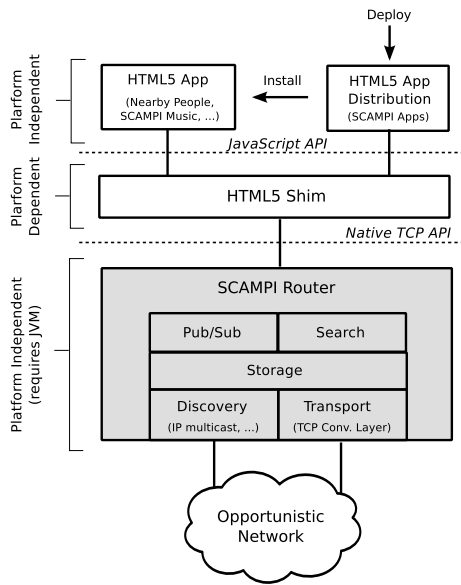 Deploy
Plarform
Independent
HTML5 App
(Nearby People,
SCAMPI Music, ...)
Install
HTML5 App
Distribution
(SCAMPI Apps)
JavaScript API
Plarform
Dependent
HTML5 Shim
Native TCP API
Platform Independent
(requires JVM)
SCAMPI Router
Pub/Sub
Search
Storage
Discovery
(IP multicast, ...)
Transport
(TCP Conv. Layer)
Opportunistic
Network